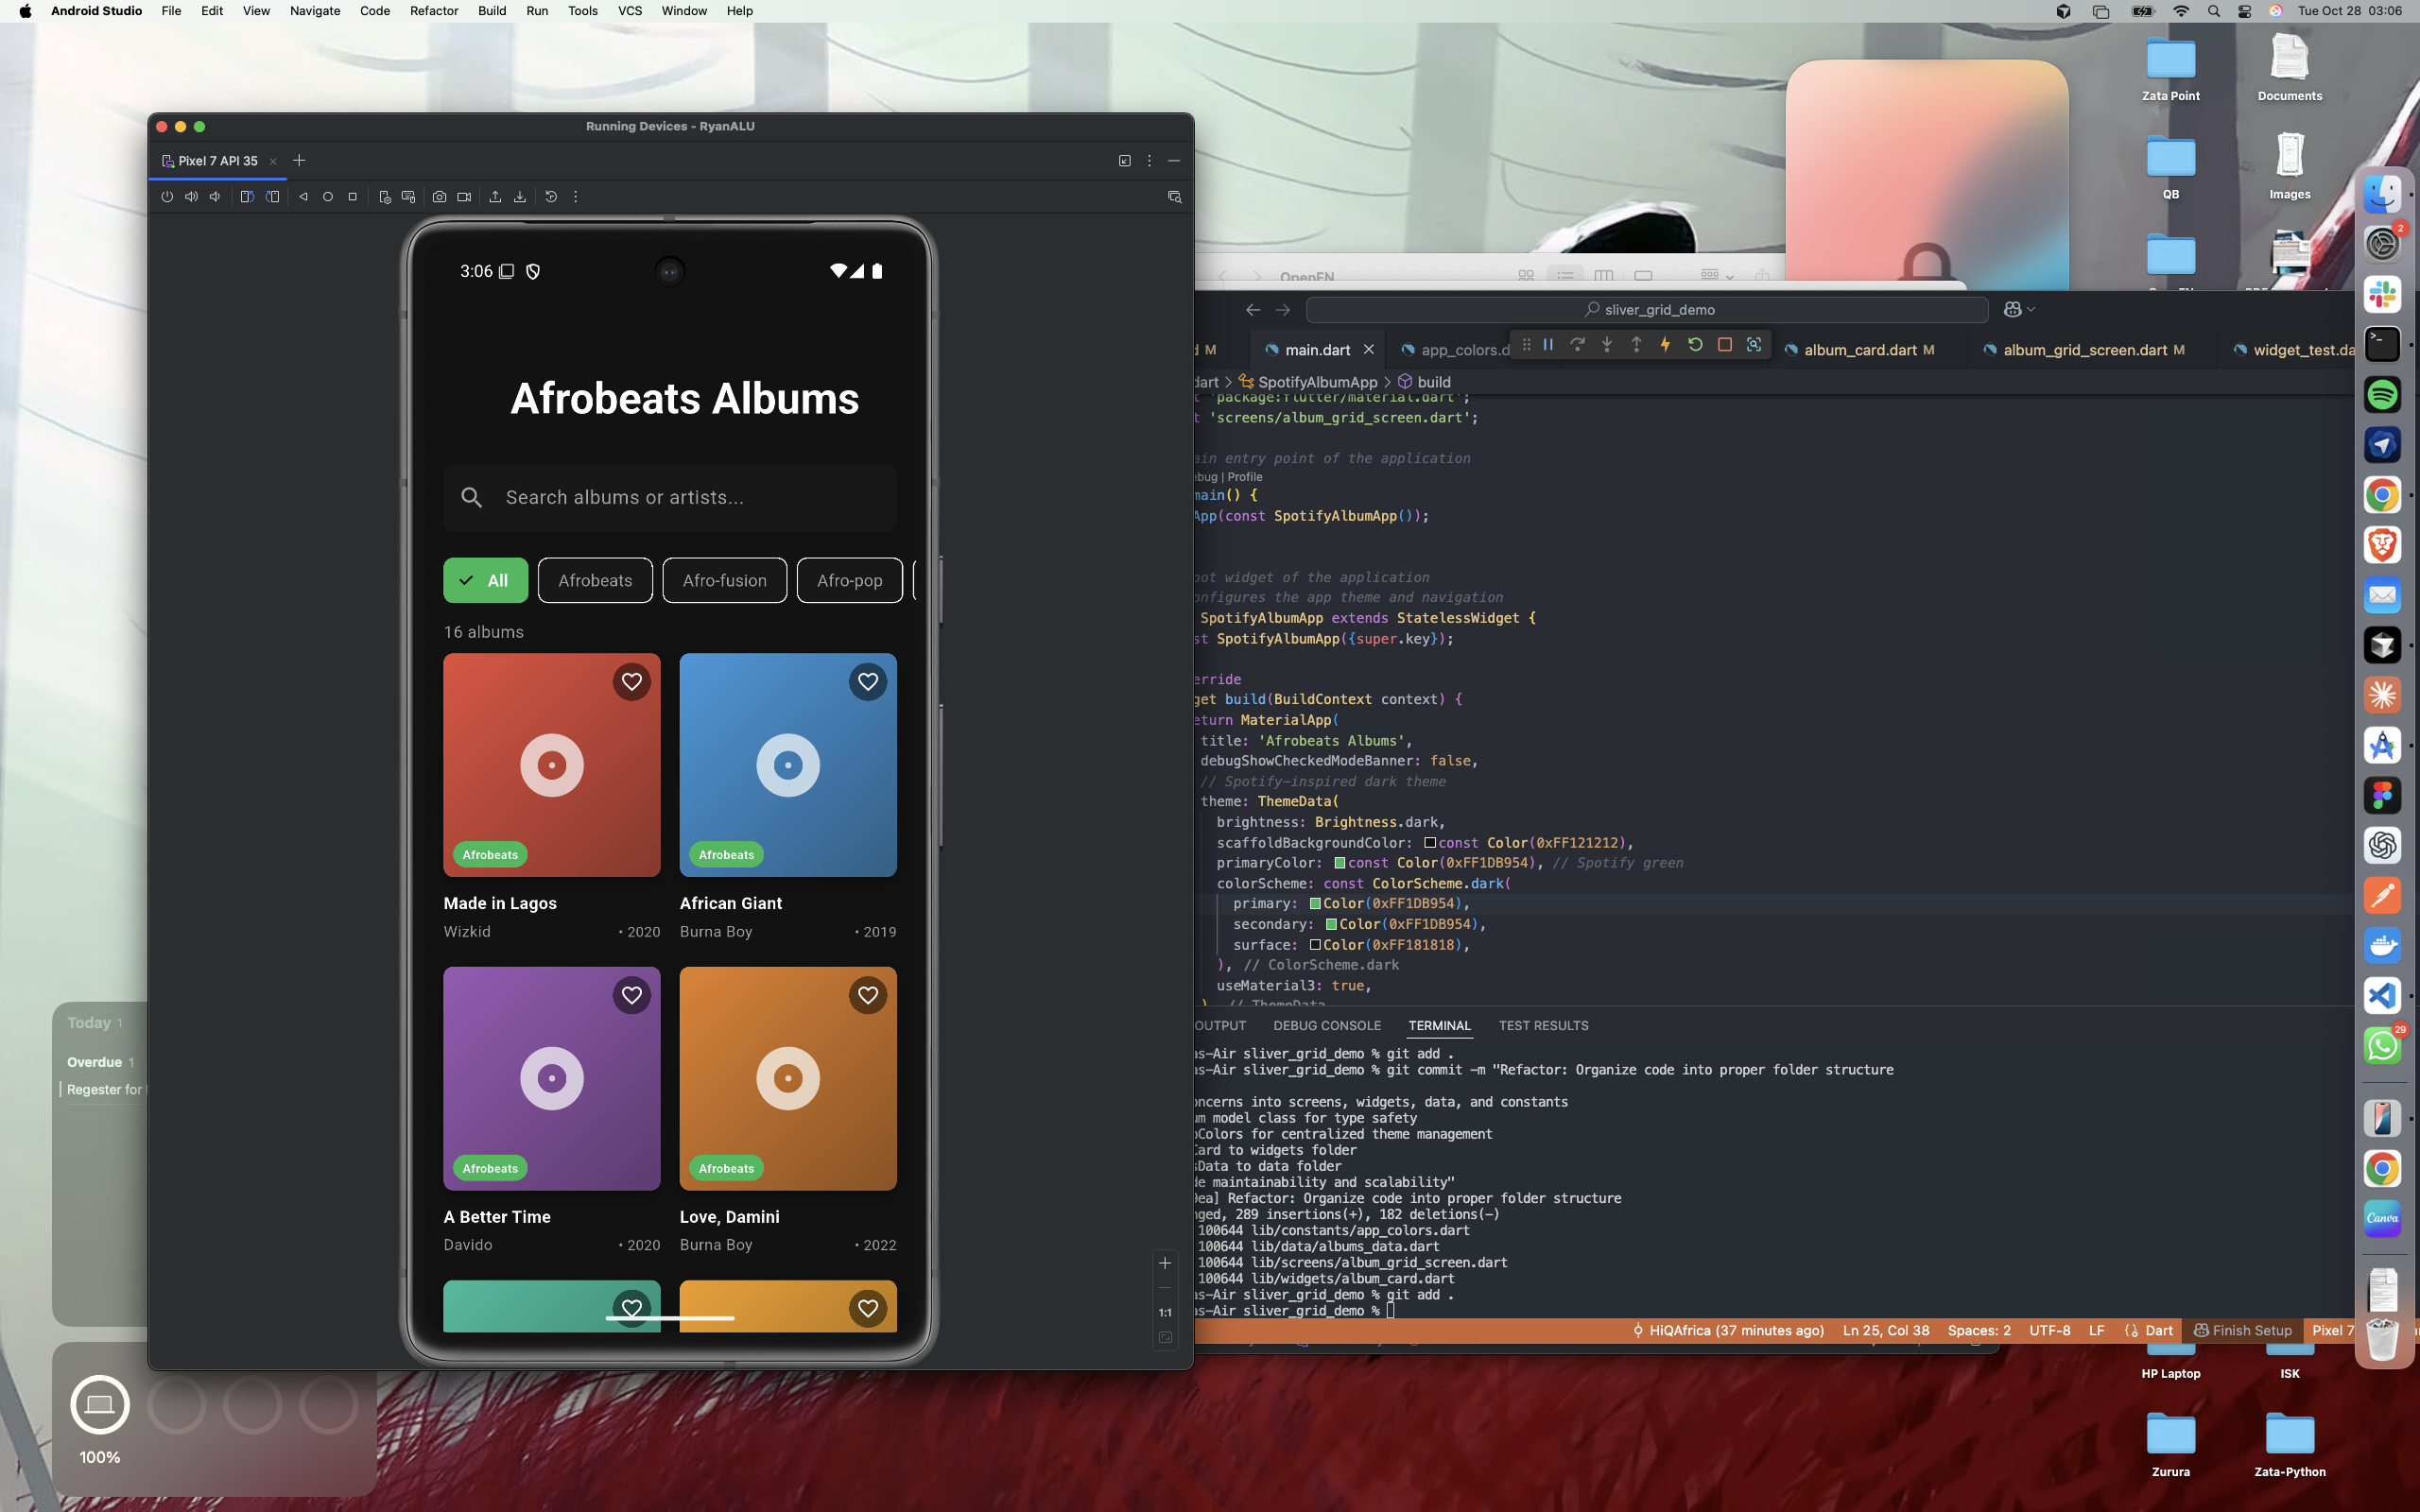 Android Studio File Edit View Navigate Code Refactor Build Run Tools VCS Window Help
Tue Oct 28 03:06
Zata Point
Documents
QB
Images
Running Devices - RyanALU
Pixel 7 API 35
3:06
Afrobeats Albums
Search albums or artists...
All
Afrobeats
Afro-fusion
Afro-pop
16 albums
Afrobeats
Afrobeats
Made in Lagos
Wizkid
• 2020
African Giant
Burna Boy
• 2019
Afrobeats
Afrobeats
A Better Time
Davido
• 2020
Love, Damini
Burna Boy
• 2022
1:1
OpenEN
sliver_grid_demo
d M
main.dart
app_colors.d
album_card.dart M
album_grid_screen.dart M
widget_test.da
dart > SpotifyAlbumApp > build
t 'package:flutter/material.dart';
t 'screens/album_grid_screen.dart';
ain entry point of the application
ebug | Profile
main() {
App(const SpotifyAlbumApp());
oot widget of the application
onfigures the app theme and navigation
SpotifyAlbumApp extends StatelessWidget {
st SpotifyAlbumApp({super.key});
erride
get build(BuildContext context) {
eturn MaterialApp(
title: 'Afrobeats Albums',
debugShowCheckedModeBanner: false,
// Spotify-inspired dark theme
theme: ThemeData(
brightness: Brightness.dark,
scaffoldBackgroundColor: const Color(0xFF121212),
primaryColor: const Color(0xFF1DB954), // Spotify green
colorScheme: const ColorScheme.dark(
primary: Color(0xFF1DB954),
secondary: Color(0xFF1DB954),
surface: Color(0xFF181818),
), // ColorScheme.dark
useMaterial3: true,
) // ThemeData
OUTPUT DEBUG CONSOLE TERMINAL TEST RESULTS
as-Air sliver_grid_demo % git add .
as-Air sliver_grid_demo % git commit -m "Refactor: Organize code into proper folder structure
oncerns into screens, widgets, data, and constants
um model class for type safety
pColors for centralized theme management
Card to widgets folder
sData to data folder
de maintainability and scalability"
9ea] Refactor: Organize code into proper folder structure
nged, 289 insertions(+), 182 deletions(-)
100644 lib/constants/app_colors.dart
100644 lib/data/albums_data.dart
100644 lib/screens/album_grid_screen.dart
100644 lib/widgets/album_card.dart
as-Air sliver_grid_demo % git add .
as-Air sliver_grid_demo %
HiQAfrica (37 minutes ago) Ln 25, Col 38 Spaces: 2 UTF-8 LF Dart Finish Setup Pixel 7
2
29
Canva
Today 1
Overdue 1
Regester for
100%
HP Laptop
ISK
Zurura
Zata-Python